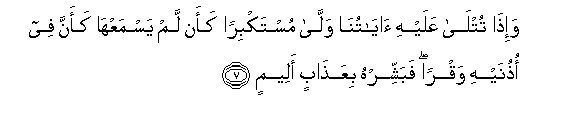 وَإِذَا تُتْلَىٰ عَلَيْهِ ءَايَـٰتُنَا وَلَّىٰ مُسْتَكْبِرًا كَأَن لَّمْ يَسْمَعْهَا كَأَنَّ فِىٓ
أُذُنَيْهِ وَقْرًا ۖ فَبَشِّرْهُ بِعَذَابٍ أَلِيمٍ ۝٧